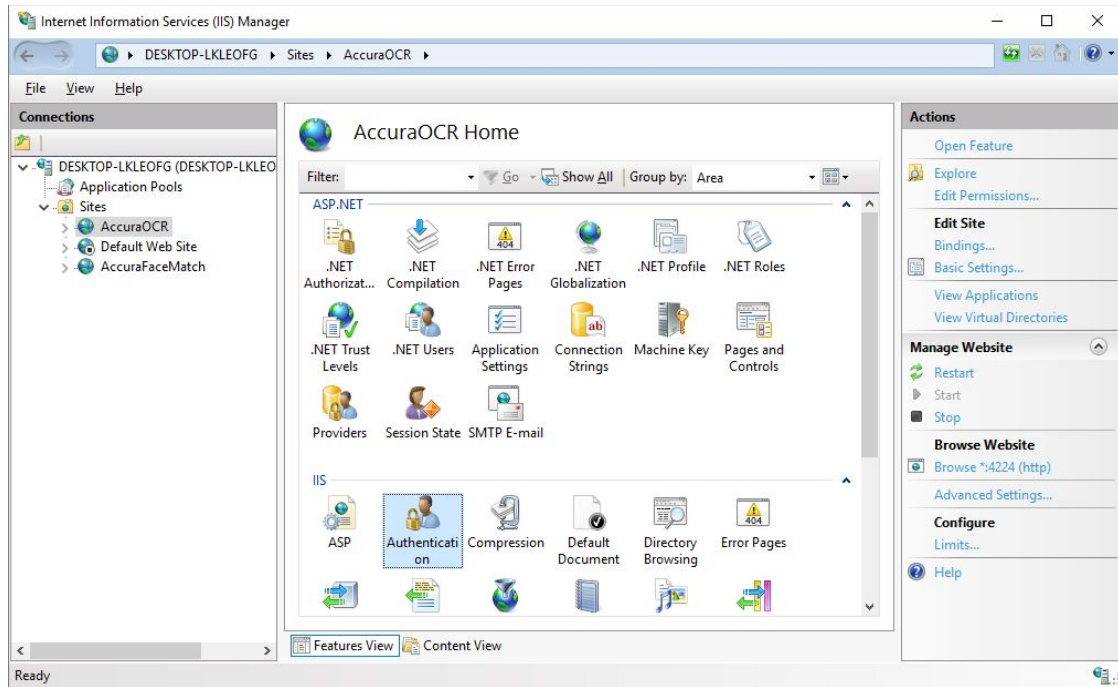 Internet Information Services (IIS) Manager
DESKTOP-LKLEOFG Sites AccuraOCR
File View Help
Connections
DESKTOP-LKLEOFG (DESKTOP-LKLEO
Application Pools
Sites
AccuraOCR
Default Web Site
AccuraFaceMatch
AccuraOCR Home
Filter: Go Show All Group by: Area
ASP.NET
.NET Authorizat...
.NET Compilation
.NET Error Pages
.NET Globalization
.NET Profile
.NET Roles
.NET Trust Levels
.NET Users
Application Settings
Connection Strings
Machine Key
Pages and Controls
Providers
Session State
SMTP E-mail
IIS
ASP
Authenticati on
Compression
Default Document
Directory Browsing
Error Pages
Features View Content View
Actions
Open Feature
Explore
Edit Permissions...
Edit Site
Bindings...
Basic Settings...
View Applications
View Virtual Directories
Manage Website
Restart
Start
Stop
Browse Website
Browse *:4224 (http)
Advanced Settings...
Configure
Limits...
Help
Ready